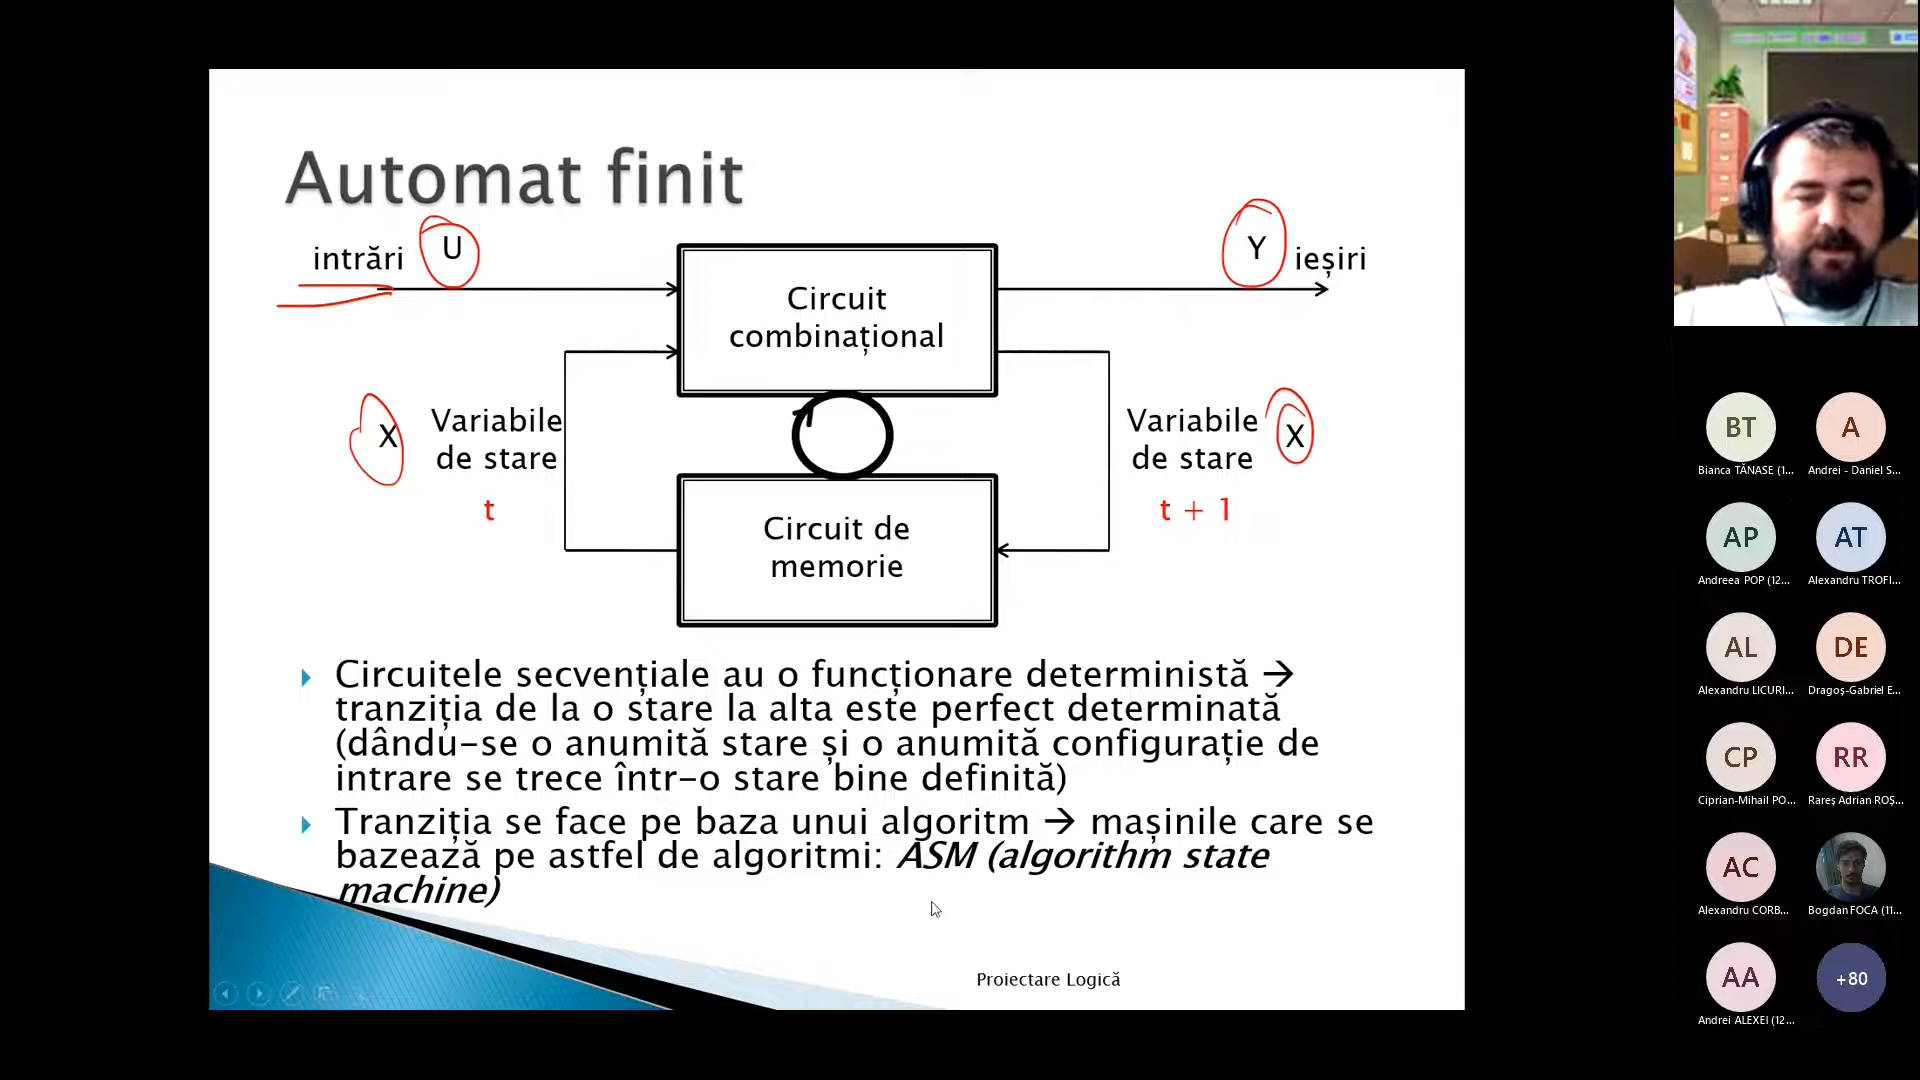 Automat finit
intrări U
Y ieșiri
Circuit
combinațional
X Variabile
de stare
t
Variabile X
de stare
t + 1
Circuit de
memorie
Circuitele secvențiale au o funcționare deterministă →
tranziția de la o stare la alta este perfect determinată
(dându-se o anumită stare și o anumită configurație de
intrare se trece într-o stare bine definită)
Tranziția se face pe baza unui algoritm → mașinile care se
bazează pe astfel de algoritmi: ASM (algorithm state
machine)
Proiectare Logică
BT
Bianca TĂNASE (1...
A
Andrei - Daniel S...
AP
Andreea POP (12...
AT
Alexandru TROFI...
AL
Alexandru LICURI...
DE
Dragoș-Gabriel E...
CP
Ciprian-Mihail PO...
RR
Rareș Adrian ROȘ...
AC
Alexandru CORB...
Bogdan FOCA (11...
AA
Andrei ALEXEI (12...
+80